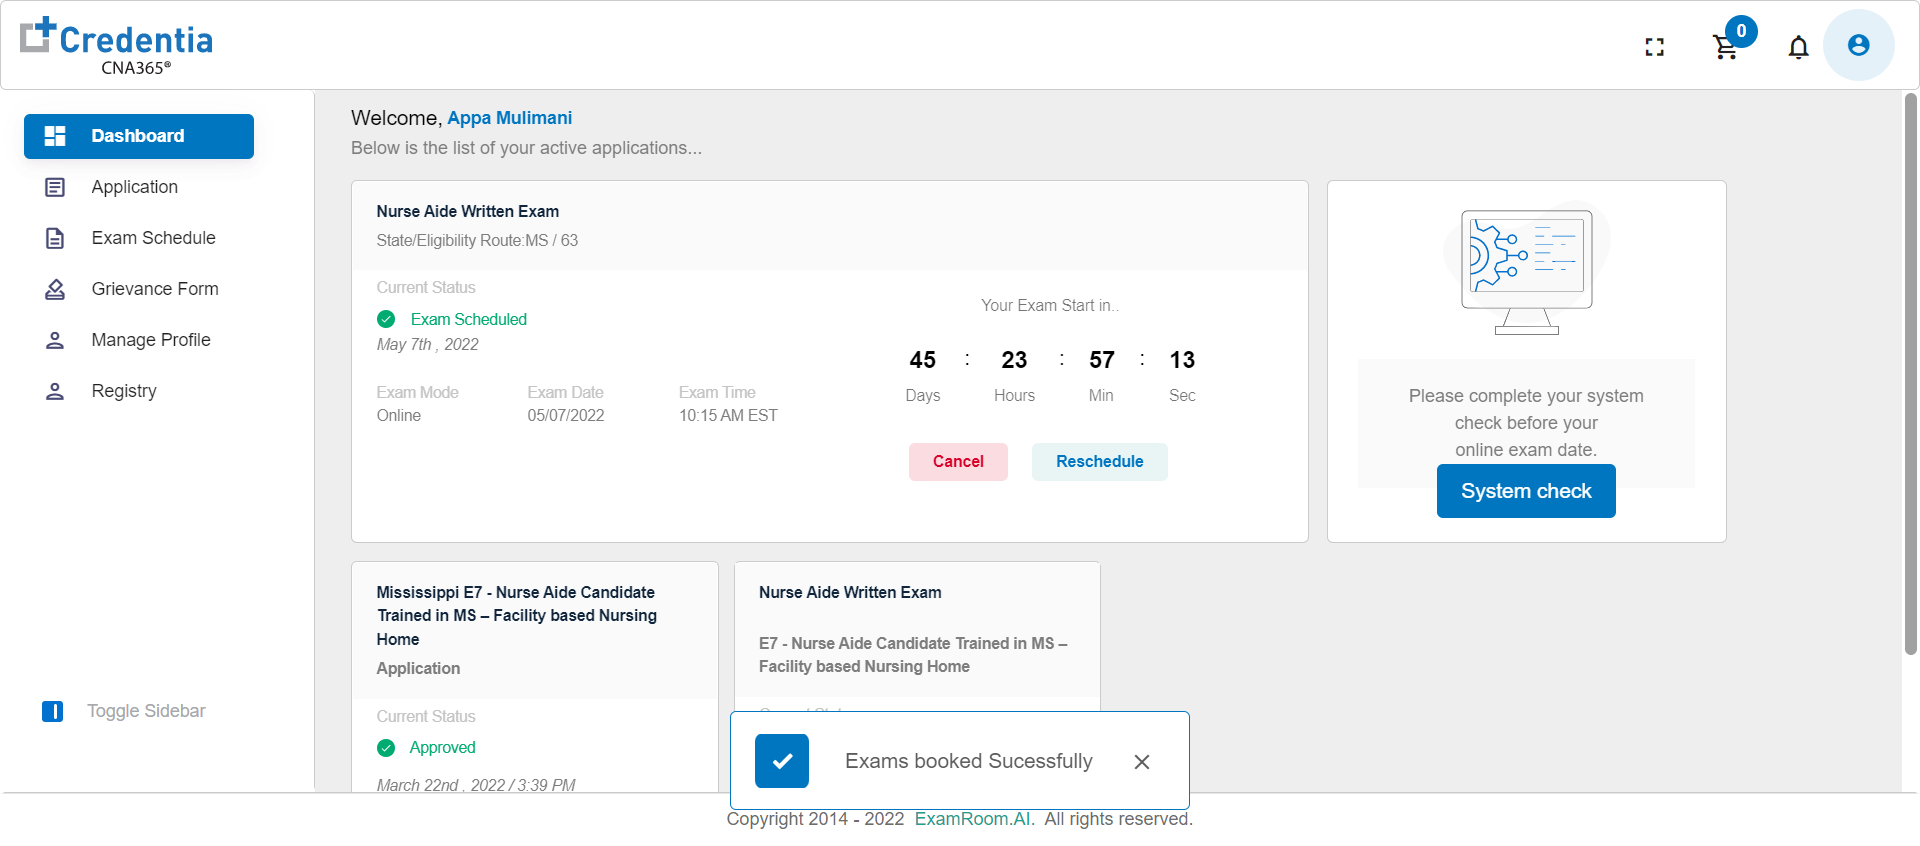 Credentia
CNA365®
0
Dashboard
Application
Exam Schedule
Grievance Form
Manage Profile
Registry
Toggle Sidebar
Welcome, Appa Mulimani
Below is the list of your active applications...
Nurse Aide Written Exam
State/Eligibility Route:MS / 63
Current Status
Exam Scheduled
May 7th , 2022
Exam Mode
Online
Exam Date
05/07/2022
Exam Time
10:15 AM EST
Your Exam Start in..
45 : 23 : 57 : 13
Days Hours Min Sec
Cancel
Reschedule
Please complete your system
check before your
online exam date.
System check
Mississippi E7 - Nurse Aide Candidate
Trained in MS – Facility based Nursing
Home
Application
Current Status
Approved
March 22nd , 2022 / 3:39 PM
Nurse Aide Written Exam
E7 - Nurse Aide Candidate Trained in MS –
Facility based Nursing Home
Exams booked Sucessfully
Copyright 2014 - 2022 ExamRoom.AI. All rights reserved.